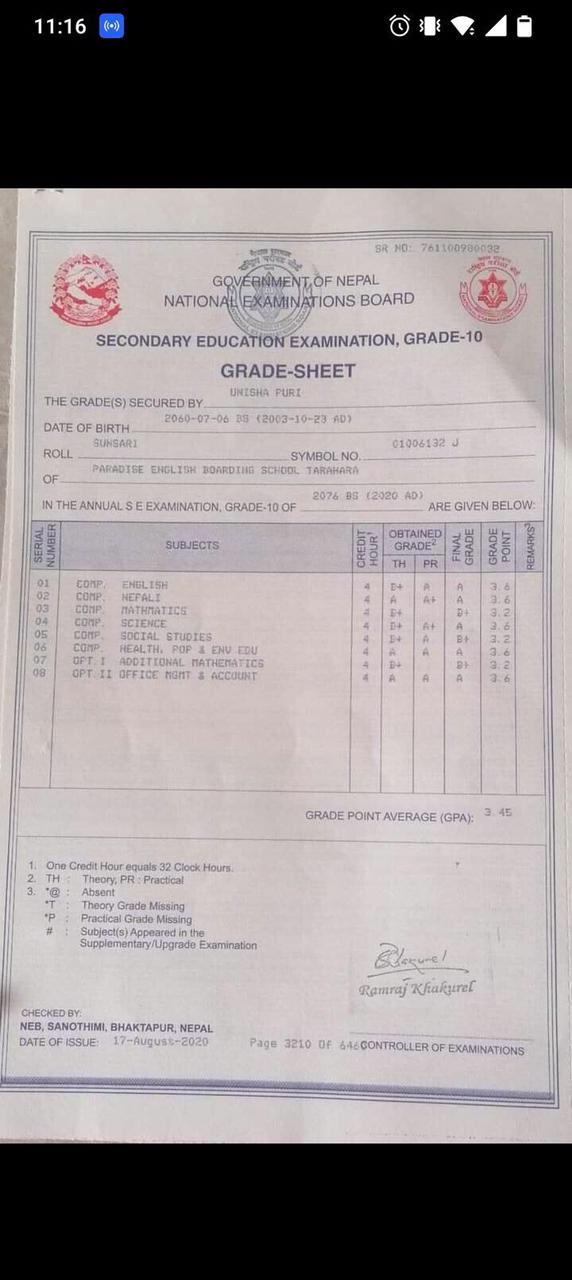 11:16
SR NO: 761100980032
GOVERNMENT OF NEPAL
NATIONAL EXAMINATIONS BOARD
SECONDARY EDUCATION EXAMINATION, GRADE-10
GRADE-SHEET
THE GRADE(S) SECURED BY UNISHA PURI
DATE OF BIRTH 2060-07-06 BS (2003-10-23 AD)
ROLL SUNSARI SYMBOL NO. 01006132 J
OF PARADISE ENGLISH BOARDING SCHOOL TARAHARA
IN THE ANNUAL S E EXAMINATION, GRADE-10 OF 2076 BS (2020 AD) ARE GIVEN BELOW:
SERIAL NUMBER SUBJECTS CREDIT HOUR1 OBTAINED GRADE2 TH PR FINAL GRADE GRADE POINT REMARKS3
01 COMP. ENGLISH 4 B+ A A 3.6
02 COMP. NEPALI 4 A A+ A 3.6
03 COMP. MATHMATICS 4 B+ B+ 3.2
04 COMP. SCIENCE 4 B+ A+ A 3.6
05 COMP. SOCIAL STUDIES 4 B+ A B+ 3.2
06 COMP. HEALTH, POP & ENV EDU 4 A A A 3.6
07 OPT.I ADDITIONAL MATHEMATICS 4 B+ B+ 3.2
08 OPT.II OFFICE MGMT & ACCOUNT 4 A A A 3.6
GRADE POINT AVERAGE (GPA): 3.45
1. One Credit Hour equals 32 Clock Hours.
2. TH : Theory, PR : Practical
3. *@ : Absent
*T : Theory Grade Missing
*P : Practical Grade Missing
# : Subject(s) Appeared in the
Supplementary/Upgrade Examination
Ramraj Khakurel
CHECKED BY:
NEB, SANOTHIMI, BHAKTAPUR, NEPAL
DATE OF ISSUE: 17-August-2020 Page 3210 Of CONTROLLER OF EXAMINATIONS